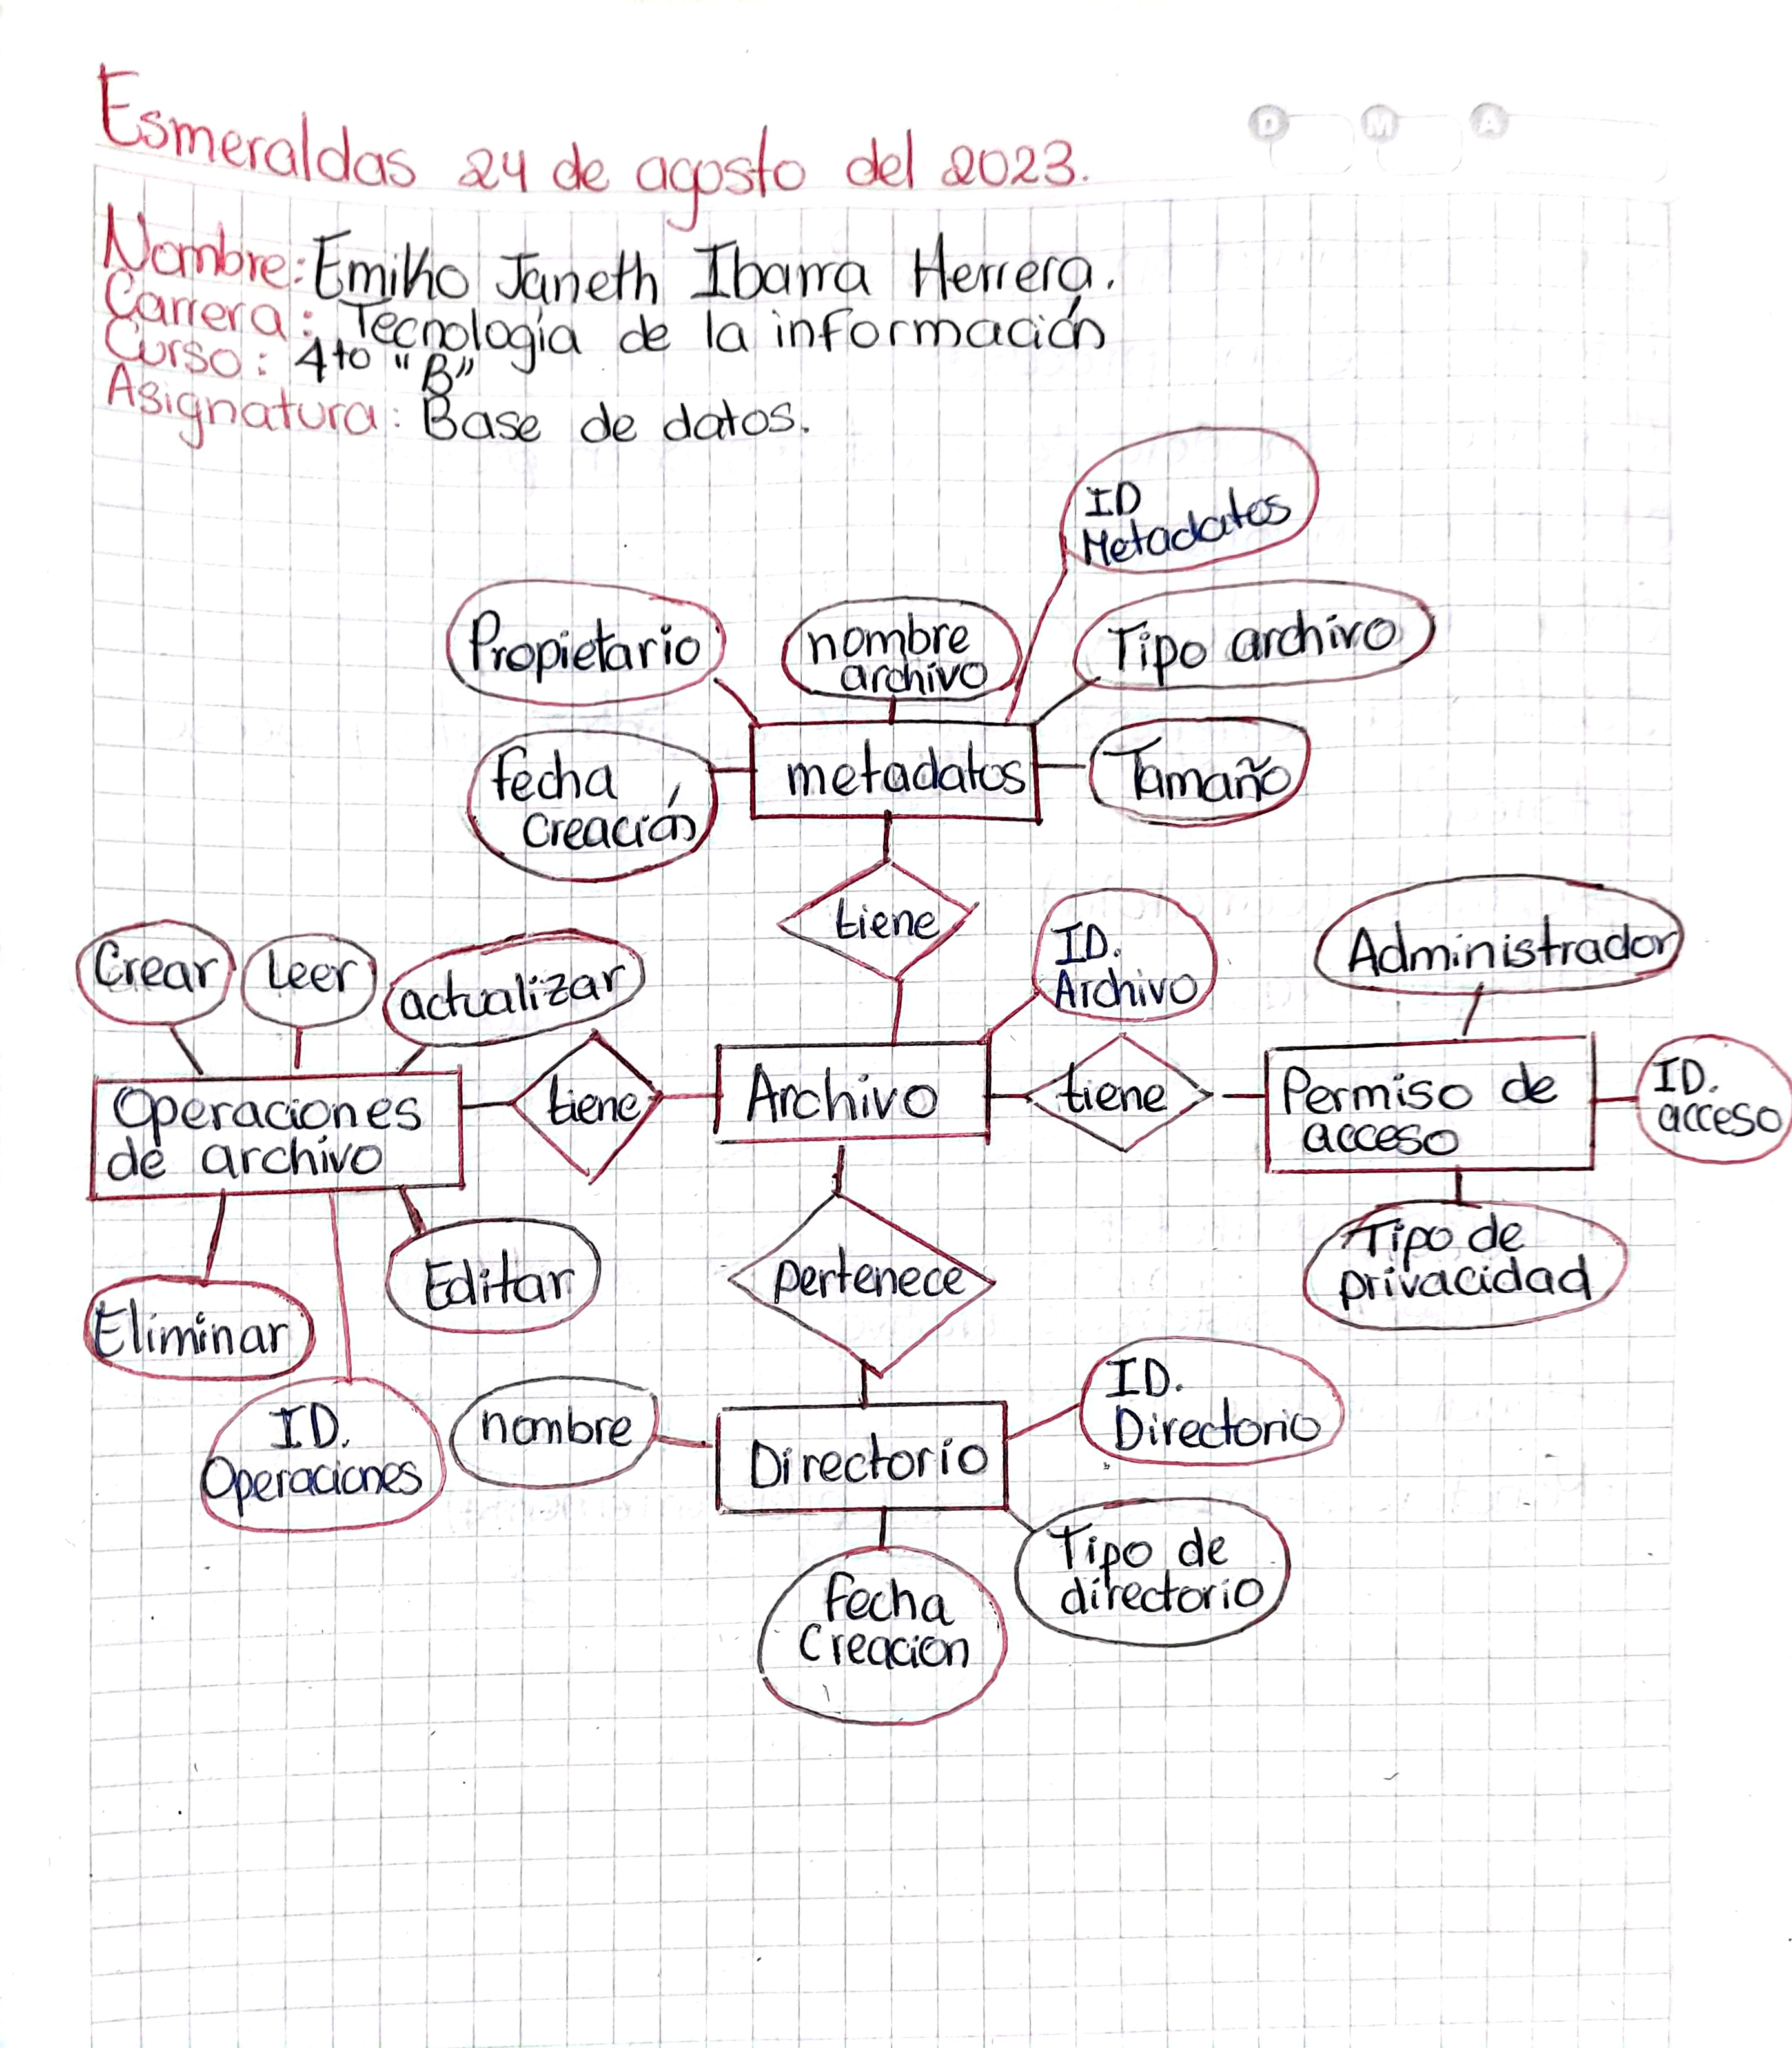 D M A
Esmeraldas 24 de agosto del 2023.
Nombre: Janeth Ibarra Herrera.
Carrera: Tecnología de la información
Curso: 4to "B"
Asignatura: Base de datos.
ID
Metadatos
Propietario
nombre
archivo
Tipo archivo
fecha
creación
metadatos
Tamaño
tiene
Crear
Leer
actualizar
ID.
Archivo
Administrador
Operaciones
de archivo
tiene
Archivo
tiene
Permiso de
acceso
ID.
acceso
Eliminar
Editar
pertenece
Tipo de
privacidad
ID.
Operaciones
nombre
Directorio
ID.
Directorio
fecha
Creacion
Tipo de
directorio